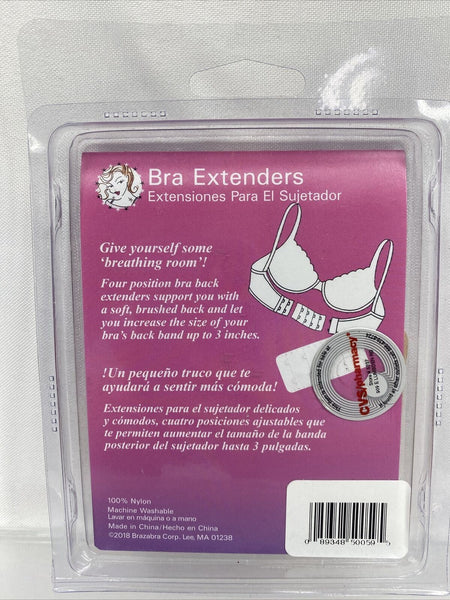 Bra Extenders
Extensiones Para El Sujetador
Give yourself some
'breathing room'!
Four position bra back
extenders support you with
a soft, brushed back and let
you increase the size of your
bra's back band up to 3 inches.
!Un pequeño truco que te
ayudará a sentir más cómoda!
Extensiones para el sujetador delicados
y cómodos, cuatro posiciones ajustables que
te permiten aumentar el tamaño de la banda
posterior del sujetador hasta 3 pulgadas.
CVS/pharmacy
100% Nylon
Machine Washable
Lavar en máquina o a mano
Made in China/Hecho en China
©2018 Brazabra Corp. Lee, MA 01238
0 89348 50059